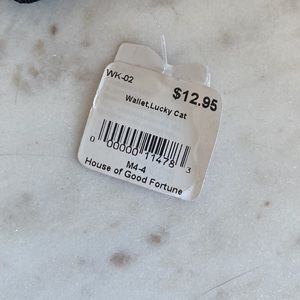 WK-02
$12.95
Wallet,Lucky Cat
0 00000 11478 3
M4-4
House of Good Fortune